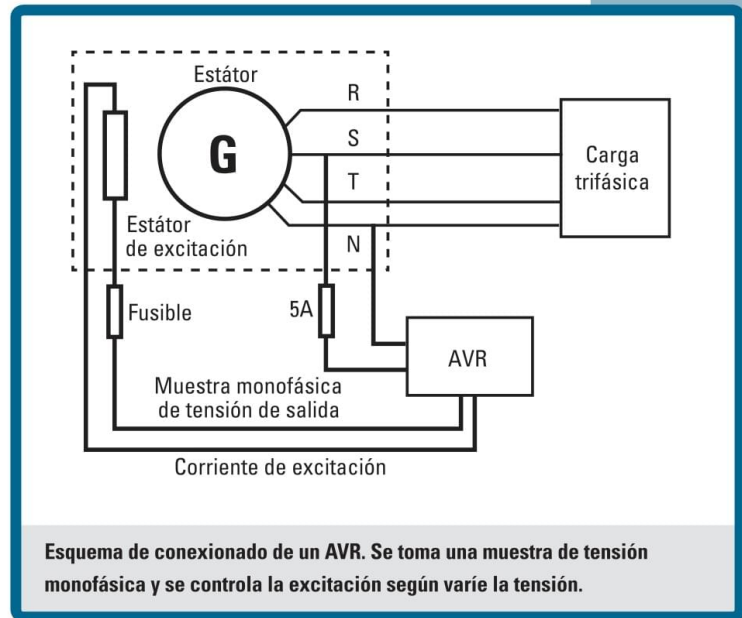 Estátor
R
G
S
T
Carga
trifásica
Estátor
de excitación
N
Fusible
5A
AVR
Muestra monofásica
de tensión de salida
Corriente de excitación
Esquema de conexionado de un AVR. Se toma una muestra de tensión
monofásica y se controla la excitación según varíe la tensión.